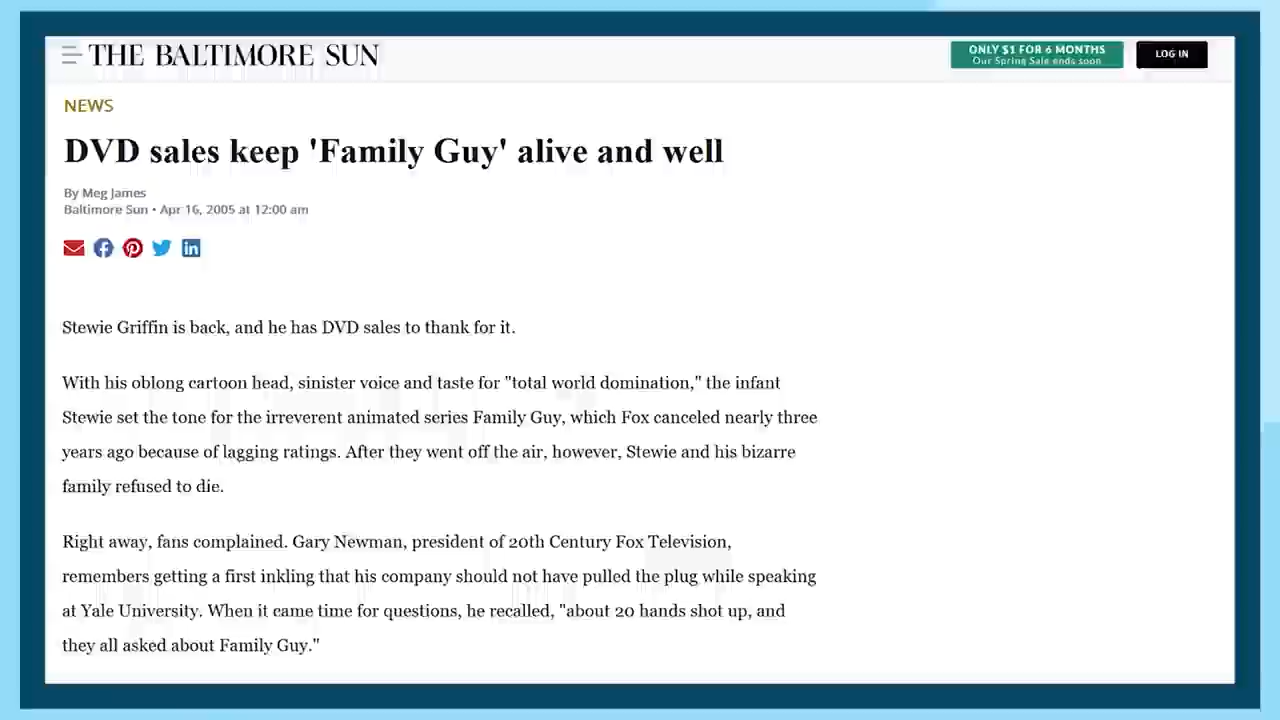 THE BALTIMORE SUN
ONLY $1 FOR 6 MONTHS
Our Spring Sale ends soon
LOG IN
NEWS
DVD sales keep 'Family Guy' alive and well
By Meg James
Baltimore Sun • Apr 16, 2005 at 12:00 am
Stewie Griffin is back, and he has DVD sales to thank for it.
With his oblong cartoon head, sinister voice and taste for "total world domination," the infant
Stewie set the tone for the irreverent animated series Family Guy, which Fox canceled nearly three
years ago because of lagging ratings. After they went off the air, however, Stewie and his bizarre
family refused to die.
Right away, fans complained. Gary Newman, president of 20th Century Fox Television,
remembers getting a first inkling that his company should not have pulled the plug while speaking
at Yale University. When it came time for questions, he recalled, "about 20 hands shot up, and
they all asked about Family Guy."